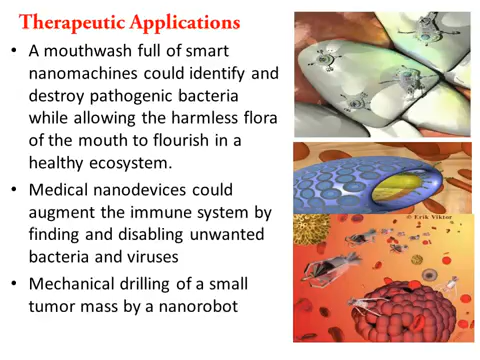 Therapeutic Applications
• A mouthwash full of smart
nanomachines could identify and
destroy pathogenic bacteria
while allowing the harmless flora
of the mouth to flourish in a
healthy ecosystem.
• Medical nanodevices could
augment the immune system by
finding and disabling unwanted
bacteria and viruses
• Mechanical drilling of a small
tumor mass by a nanorobot
© Erik Viktor